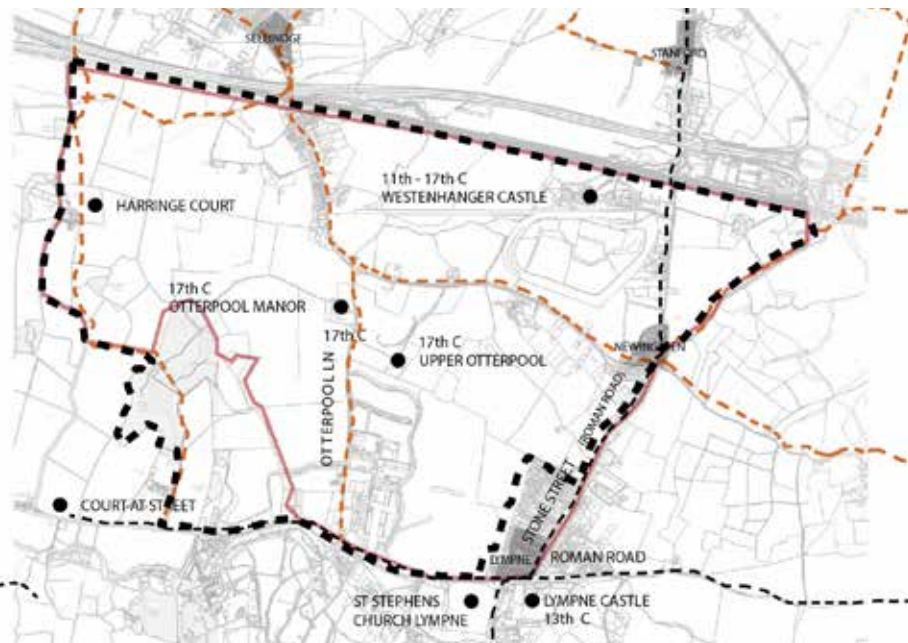 SELLINDGE
STANFORD
11th - 17th C
WESTENHANGER CASTLE
HARRINGE COURT
17th C
OTTERPOOL MANOR
17th C
17th C
UPPER OTTERPOOL
NEWINGREEN
OTTERPOOL LN
(ROMAN ROAD)
STONE STREET
COURT-AT-STREET
LYMPNE
ROMAN ROAD
ST STEPHENS
CHURCH LYMPNE
LYMPNE CASTLE
13th C